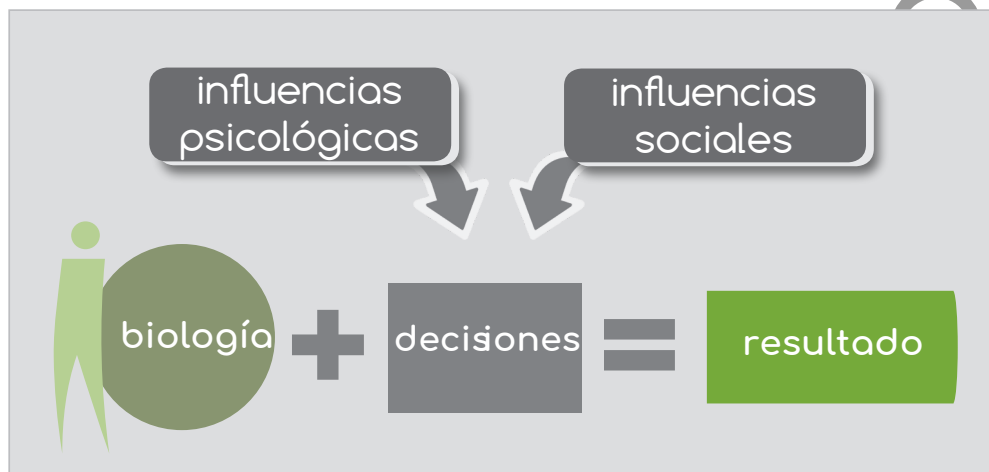 influencias
psicológicas
influencias
sociales
biología
decisiones
resultado